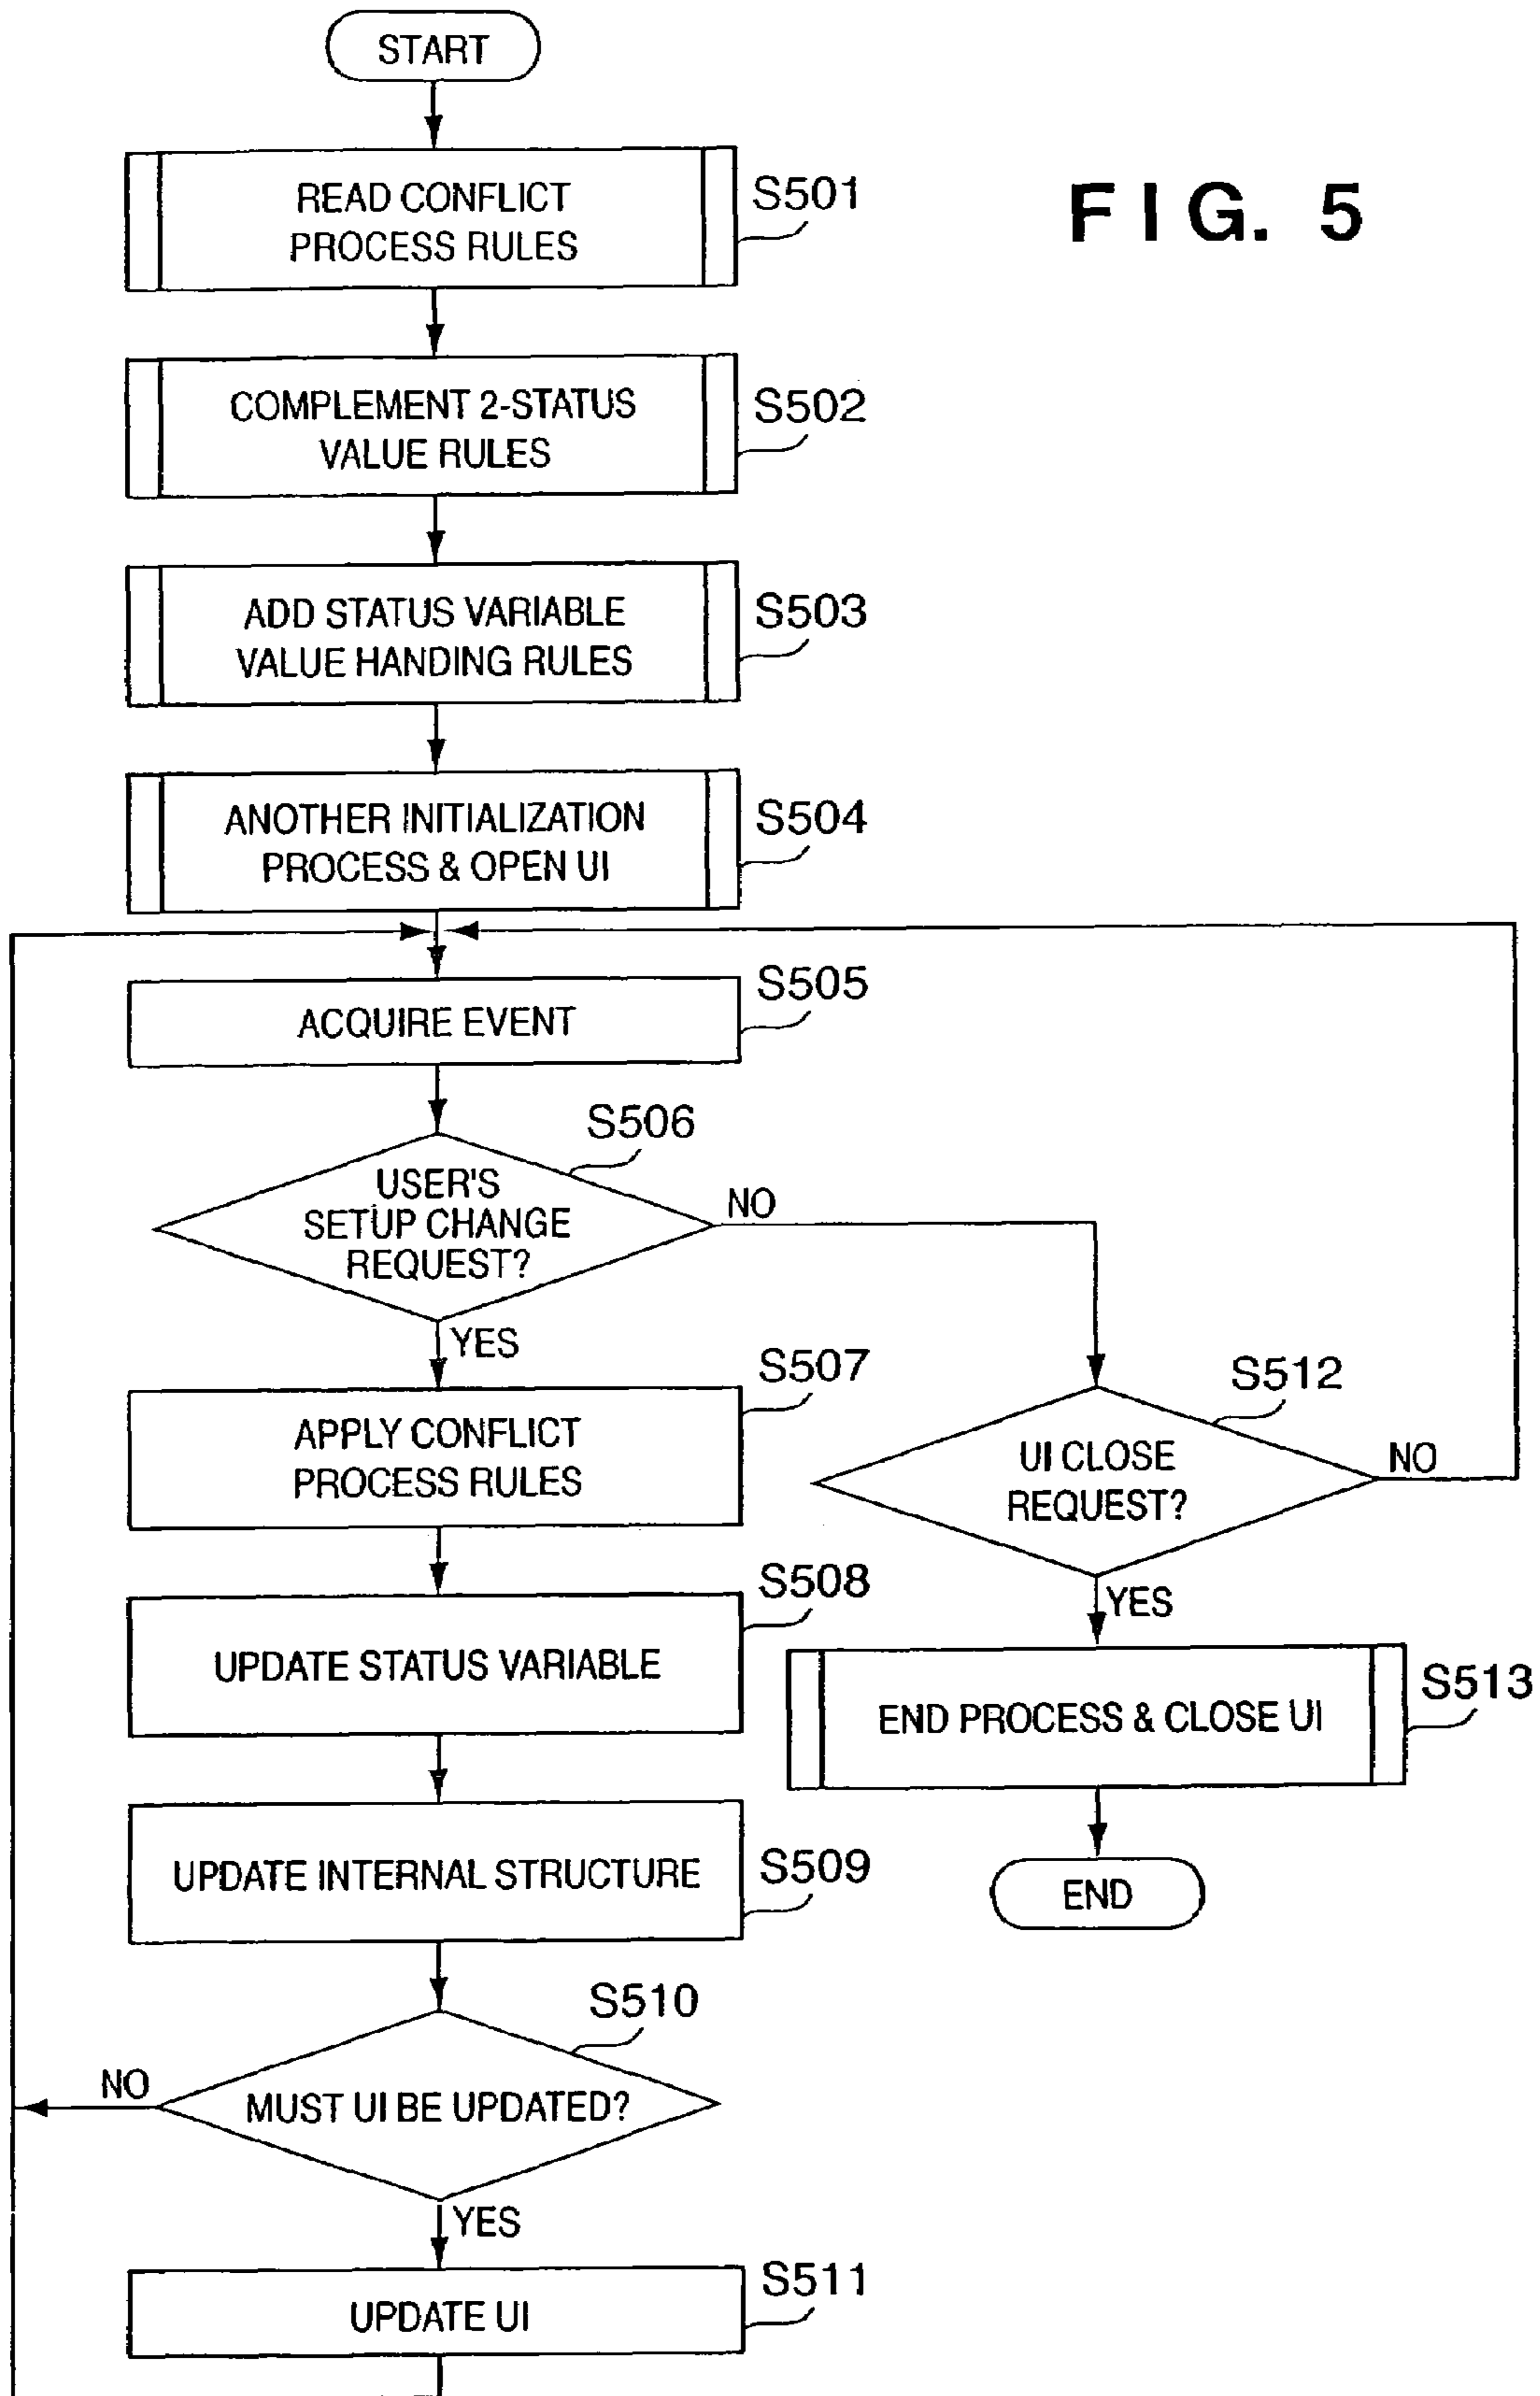 START
FIG. 5
READ CONFLICT
PROCESS RULES
S501
COMPLEMENT 2-STATUS
VALUE RULES
S502
ADD STATUS VARIABLE
VALUE HANDING RULES
S503
ANOTHER INITIALIZATION
PROCESS & OPEN UI
S504
ACQUIRE EVENT
S505
S506
USER'S
SETUP CHANGE
REQUEST?
NO
YES
APPLY CONFLICT
PROCESS RULES
S507
S512
UI CLOSE
REQUEST?
NO
YES
UPDATE STATUS VARIABLE
S508
END PROCESS & CLOSE UI
S513
UPDATE INTERNAL STRUCTURE
S509
END
S510
MUST UI BE UPDATED?
NO
YES
UPDATE UI
S511